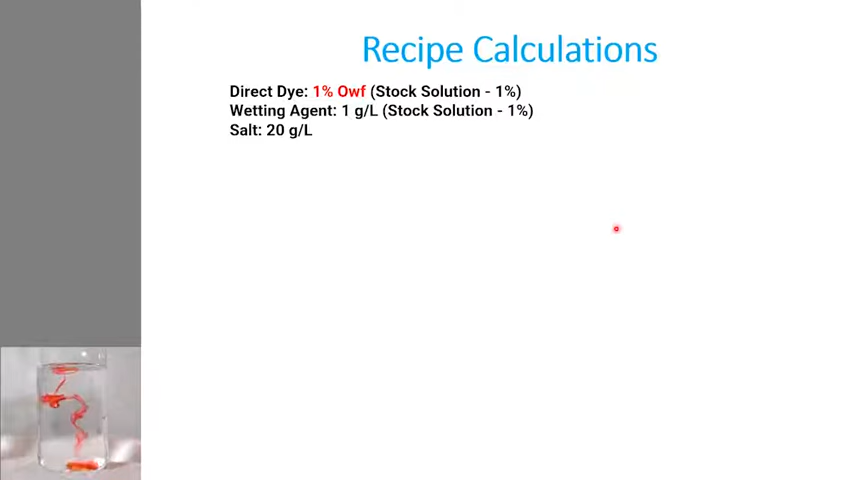 Recipe Calculations
Direct Dye: 1% Owf (Stock Solution - 1%)
Wetting Agent: 1 g/L (Stock Solution - 1%)
Salt: 20 g/L